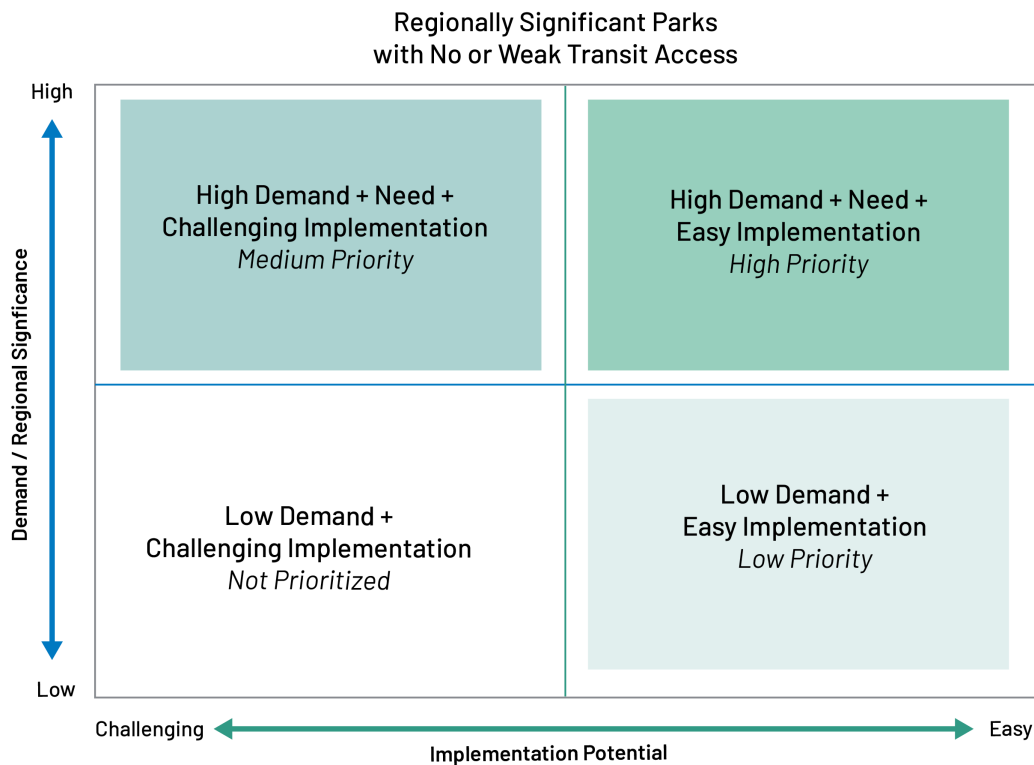 Regionally Significant Parks
with No or Weak Transit Access
High
High Demand + Need +
Challenging Implementation
Medium Priority
High Demand + Need +
Easy Implementation
High Priority
Demand / Regional Signficance
Low Demand +
Challenging Implementation
Not Prioritized
Low Demand +
Easy Implementation
Low Priority
Low
Challenging
Easy
Implementation Potential